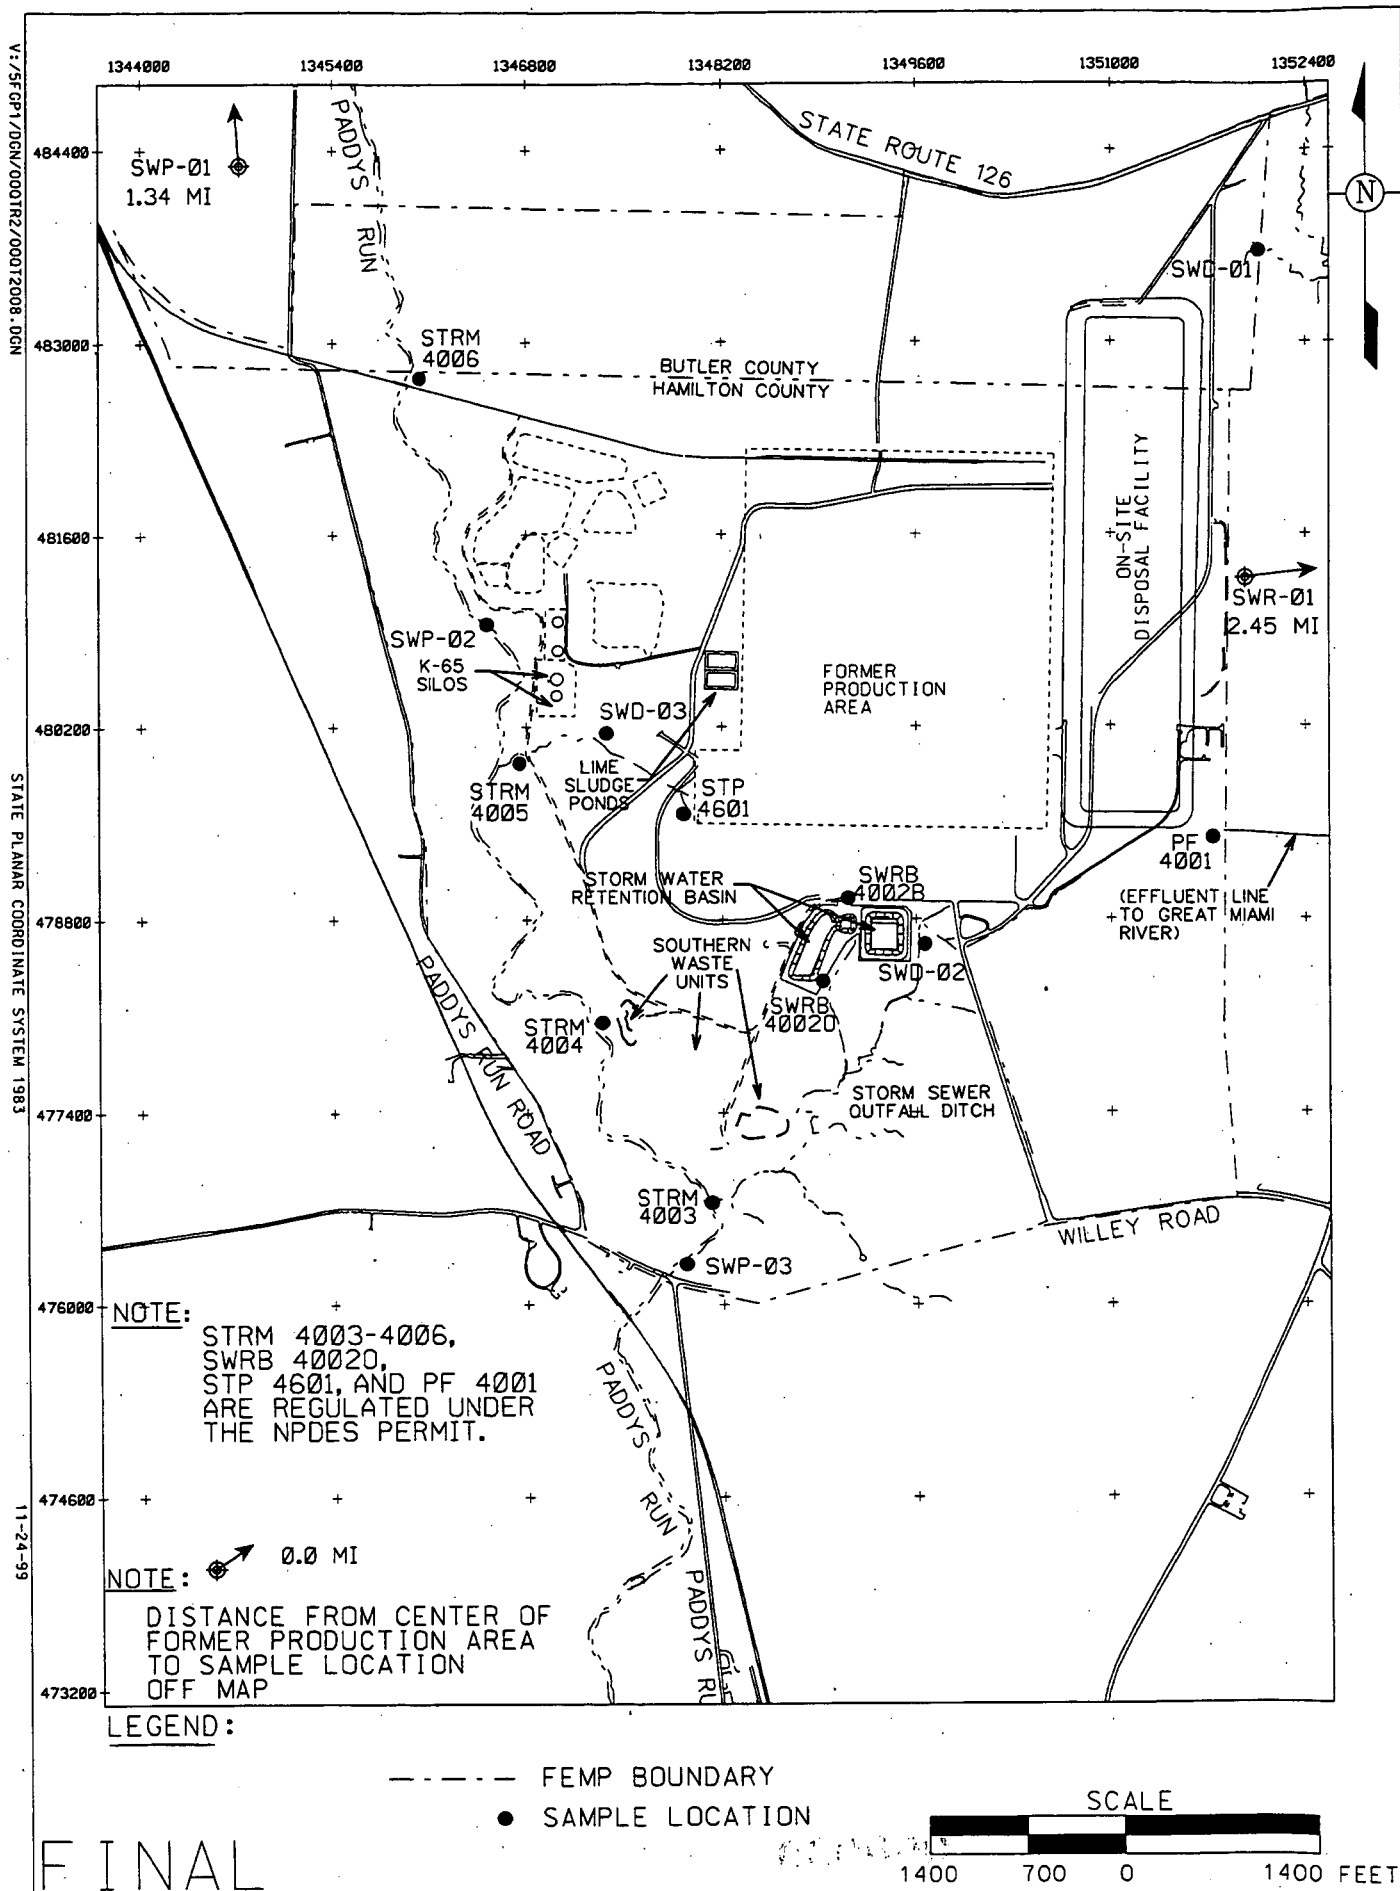 1344000 1345400 1346800 1348200 1349600 1351000 1352400
V:/5FGP1/DGN/OOOTR2/OOOT2008.DGN
STATE PLANAR COORDINATE SYSTEM 1983
11-24-99
484400
483000
481600
480200
478800
477400
476000
474600
473200
N
SWP-01
1.34 MI
PADDYS
RUN
STATE ROUTE 126
SWD-01
STRM
4006
BUTLER COUNTY
HAMILTON COUNTY
ON-SITE
DISPOSAL FACILITY
SWR-01
2.45 MI
SWP-02
K-65
SILOS
FORMER
PRODUCTION
AREA
SWD-03
LIME
SLUDGE
PONDS
STRM
4005
STP
4601
PF
4001
(EFFLUENT LINE
TO GREAT MIAMI
RIVER)
STORM WATER
RETENTION BASIN
SWRB
4002B
SOUTHERN
WASTE
UNITS
SWD-02
SWRB
4002O
STRM
4004
PADDYS RUN ROAD
STORM SEWER
OUTFALL DITCH
STRM
4003
WILLEY ROAD
SWP-03
NOTE:
STRM 4003-4006,
SWRB 4002O,
STP 4601, AND PF 4001
ARE REGULATED UNDER
THE NPDES PERMIT.
PADDYS
RUN
PADDYS RU
0.0 MI
NOTE:
DISTANCE FROM CENTER OF
FORMER PRODUCTION AREA
TO SAMPLE LOCATION
OFF MAP
LEGEND:
FEMP BOUNDARY
SAMPLE LOCATION
SCALE
1400 700 0 1400 FEET
FINAL